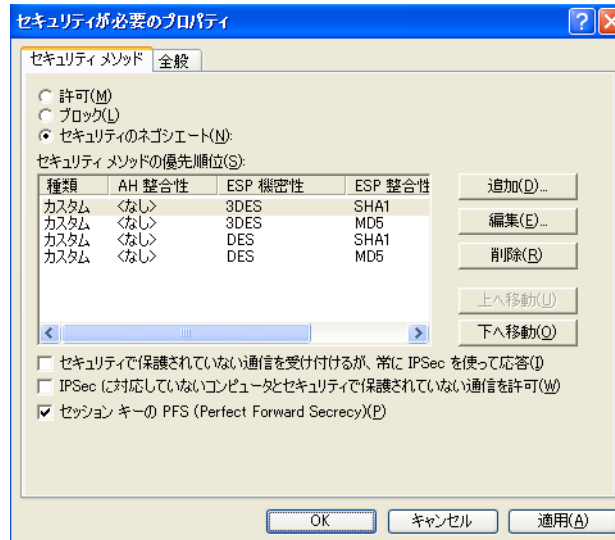 セキュリティが必要のプロパティ
セキュリティ メソッド 全般
許可(M)
ブロック(L)
セキュリティのネゴシエート(N):
セキュリティ メソッドの優先順位(S):
種類 AH 整合性 ESP 機密性 ESP 整合性
カスタム <なし> 3DES SHA1
カスタム <なし> 3DES MD5
カスタム <なし> DES SHA1
カスタム <なし> DES MD5
追加(D)...
編集(E)...
削除(R)
上へ移動(U)
下へ移動(O)
セキュリティで保護されていない通信を受け付けるが、常に IPSec を使って応答(I)
IPSec に対応していないコンピュータとセキュリティで保護されていない通信を許可(W)
セッション キーの PFS (Perfect Forward Secrecy)(P)
OK キャンセル 適用(A)